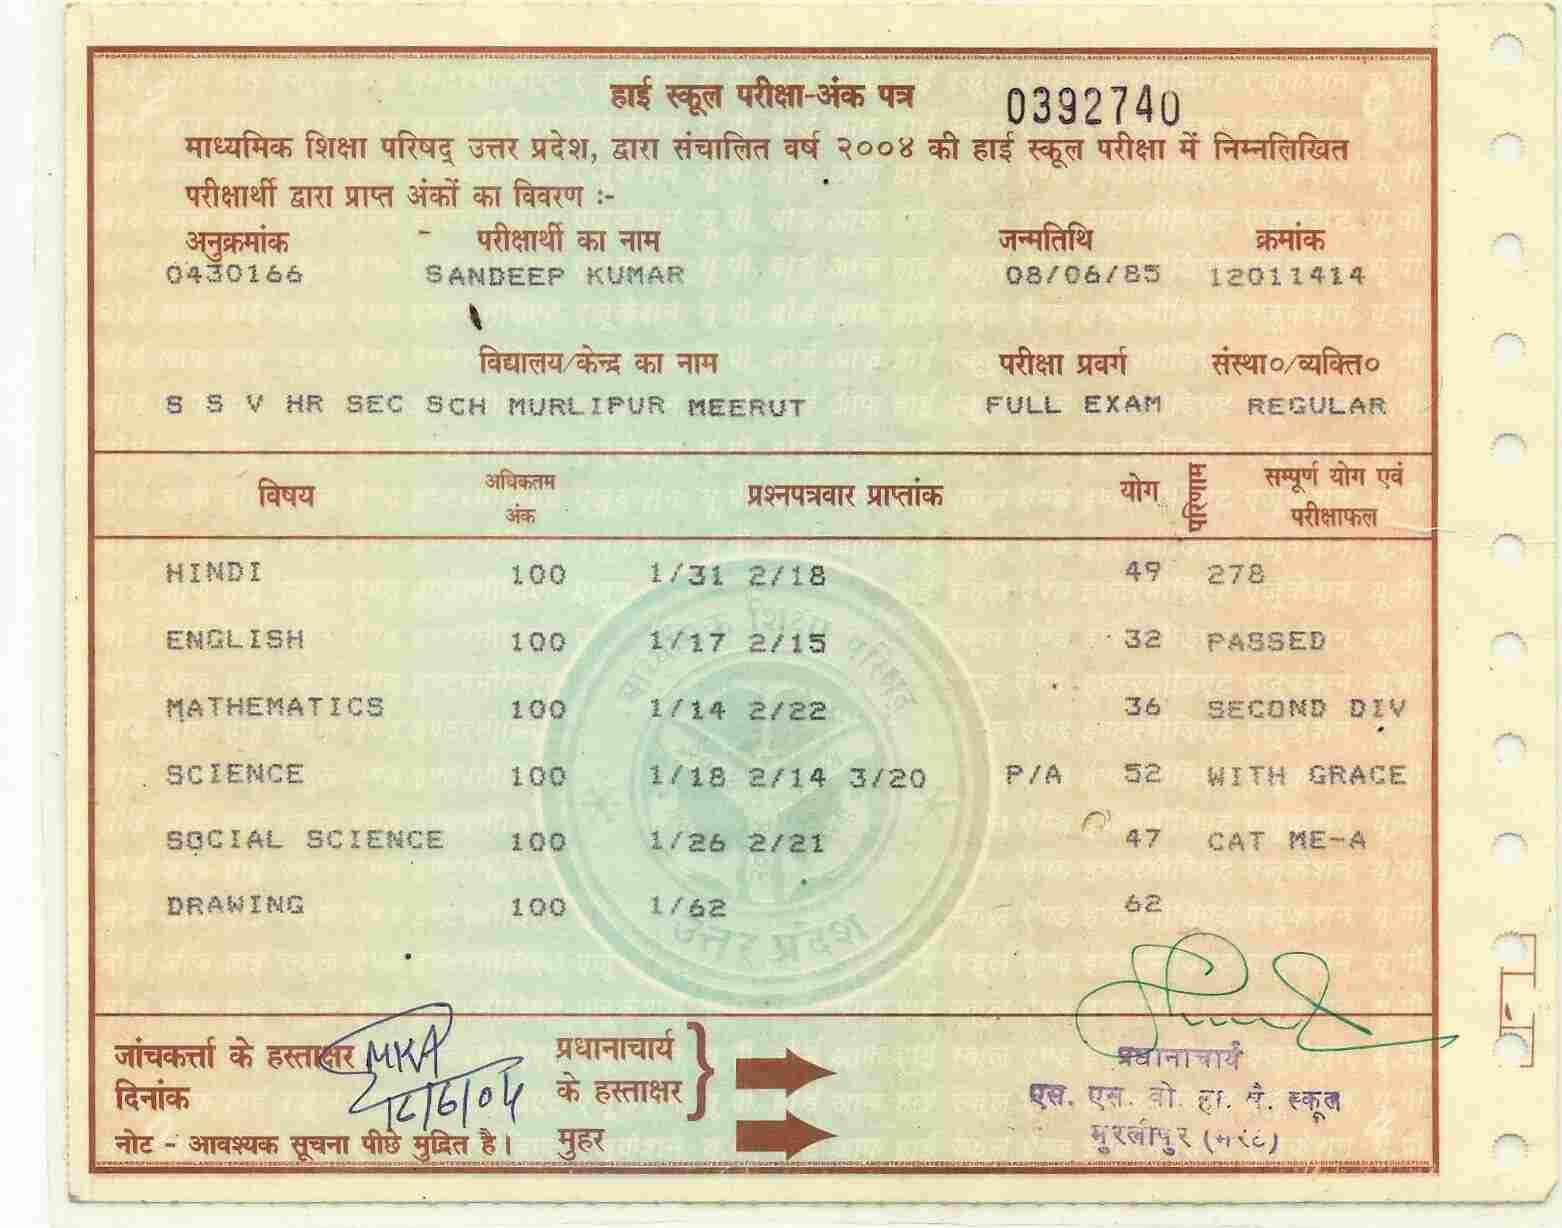 हाई स्कूल परीक्षा-अंक पत्र 0392740
माध्यमिक शिक्षा परिषद् उत्तर प्रदेश, द्वारा संचालित वर्ष २००४ की हाई स्कूल परीक्षा में निम्नलिखित
परीक्षार्थी द्वारा प्राप्त अंकों का विवरण :-
अनुक्रमांक - परीक्षार्थी का नाम जन्मतिथि क्रमांक
0430166 SANDEEP KUMAR 08/06/85 12011414
विद्यालय/केन्द्र का नाम परीक्षा प्रवर्ग संस्था०/व्यक्ति०
S S V HR SEC SCH MURLIPUR MEERUT FULL EXAM REGULAR
विषय अधिकतम अंक प्रश्नपत्रवार प्राप्तांक योग परिणाम सम्पूर्ण योग एवं परीक्षाफल
HINDI 100 1/31 2/18 49 278
ENGLISH 100 1/17 2/15 32 PASSED
MATHEMATICS 100 1/14 2/22 36 SECOND DIV
SCIENCE 100 1/18 2/14 3/20 P/A 52 WITH GRACE
SOCIAL SCIENCE 100 1/26 2/21 47 CAT ME-A
DRAWING 100 1/62 62
उत्तर प्रदेश
जांचकर्त्ता के हस्ताक्षर प्रधानाचार्य
के हस्ताक्षर
दिनांक
नोट - आवश्यक सूचना पीछे मुद्रित है। मुहर
प्रधानाचार्य
एस. एस. वी. हा. से. स्कूल
मुरलीपुर (मेरठ)